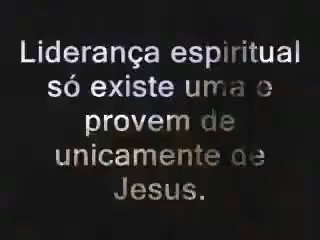 Liderança espiritual
só existe uma e
provem de
unicamente de
Jesus.